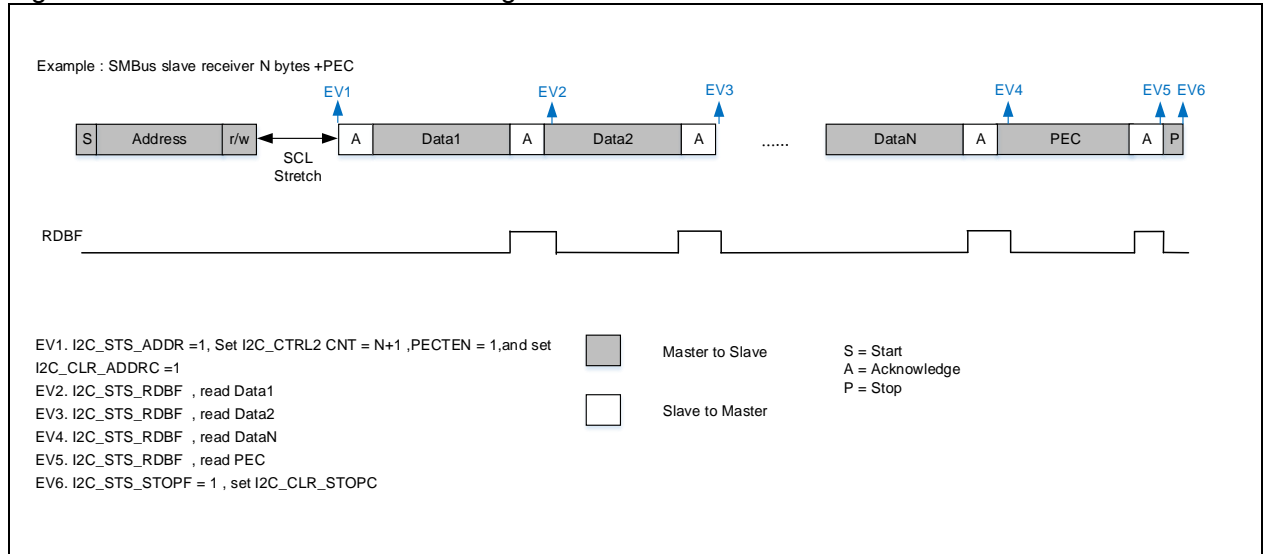 Example : SMBus slave receiver N bytes +PEC
EV1 EV2 EV3 EV4 EV5 EV6
S Address r/w A Data1 A Data2 A ...... DataN A PEC A P
SCL
Stretch
RDBF
EV1. I2C_STS_ADDR =1, Set I2C_CTRL2 CNT = N+1 ,PECTEN = 1,and set
I2C_CLR_ADDRC =1
EV2. I2C_STS_RDBF , read Data1
EV3. I2C_STS_RDBF , read Data2
EV4. I2C_STS_RDBF , read DataN
EV5. I2C_STS_RDBF , read PEC
EV6. I2C_STS_STOPF = 1 , set I2C_CLR_STOPC
Master to Slave
Slave to Master
S = Start
A = Acknowledge
P = Stop